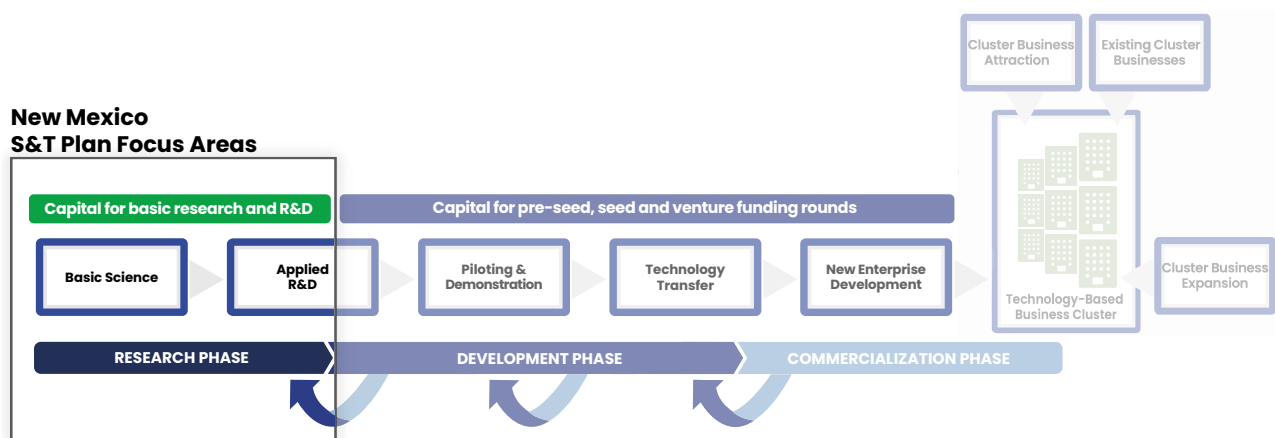 Cluster Business
Attraction
Existing Cluster
Businesses
New Mexico
S&T Plan Focus Areas
Capital for basic research and R&D
Capital for pre-seed, seed and venture funding rounds
Basic Science
Applied
R&D
Piloting &
Demonstration
Technology
Transfer
New Enterprise
Development
Technology-Based
Business Cluster
Cluster Business
Expansion
RESEARCH PHASE
DEVELOPMENT PHASE
COMMERCIALIZATION PHASE